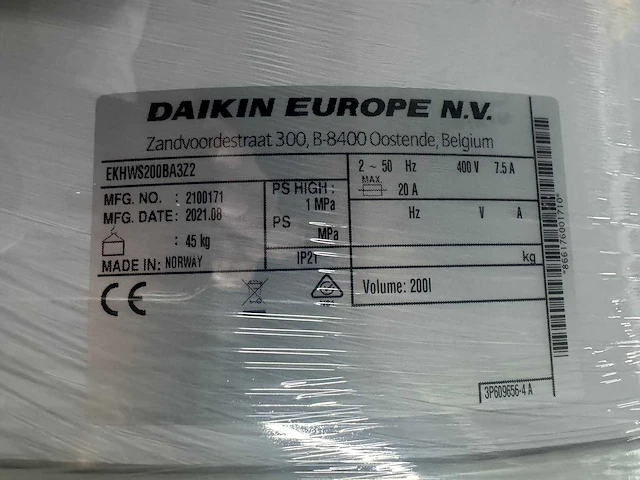 DAIKIN EUROPE N.V.
Zandvoordestraat 300, B-8400 Oostende, Belgium
EKHWS200BA3Z2
MFG. NO. : 2100171
MFG. DATE: 2021.08
: 45 kg
MADE IN: NORWAY
PS HIGH :
1 MPa
PS
MPa
IP21
2 ~ 50 Hz 400 V 7.5 A
MAX.
20 A
Hz V A
kg
Volume: 200l
CE
3P609656-4 A
*866176001710*